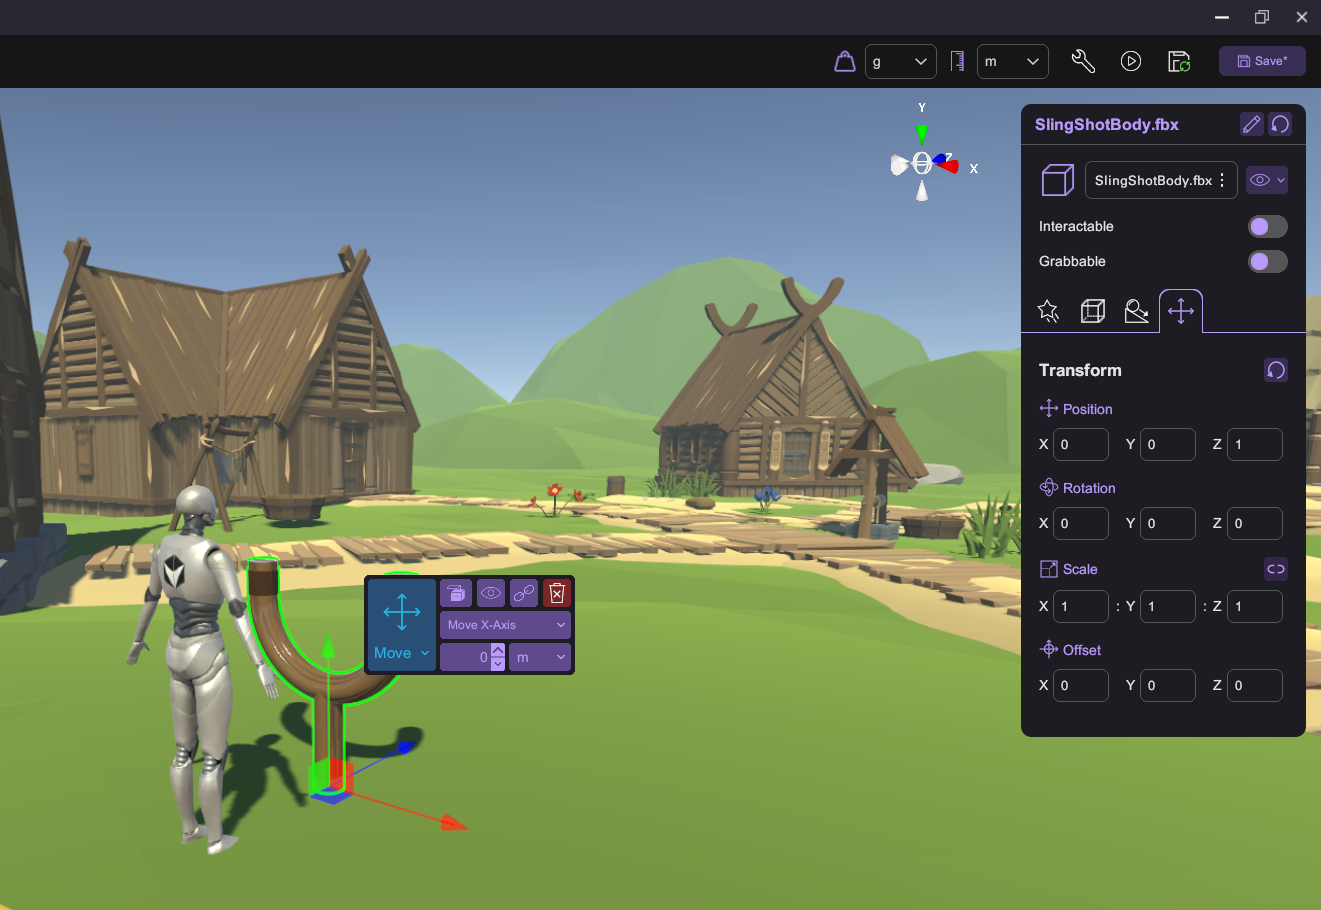 g
m
Save*
Y
Z
X
SlingShotBody.fbx
SlingShotBody.fbx
Interactable
Grabbable
Transform
Position
X 0 Y 0 Z 1
Rotation
X 0 Y 0 Z 0
Scale
X 1 : Y 1 : Z 1
Offset
X 0 Y 0 Z 0
Move X-Axis
Move
0 m